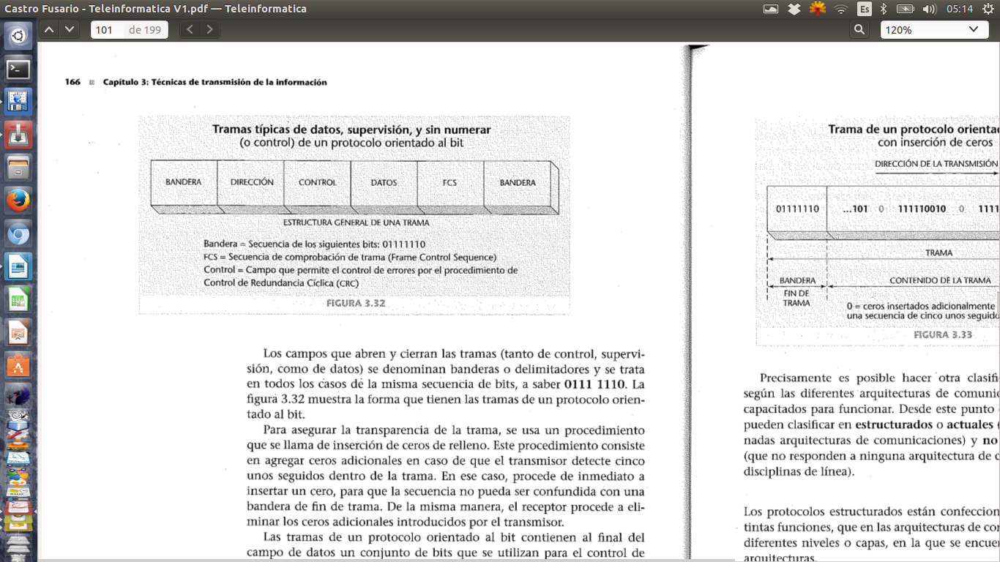 Castro Fusario - Teleinformatica V1.pdf — Teleinformatica
Es
05:14
101 de 199
120%
166 Capítulo 3: Técnicas de transmisión de la información
Tramas típicas de datos, supervisión, y sin numerar
(o control) de un protocolo orientado al bit
BANDERA DIRECCIÓN CONTROL DATOS FCS BANDERA
ESTRUCTURA GENERAL DE UNA TRAMA
Bandera = Secuencia de los siguientes bits: 01111110
FCS = Secuencia de comprobación de trama (Frame Control Sequence)
Control = Campo que permite el control de errores por el procedimiento de
Control de Redundancia Cíclica (CRC)
FIGURA 3.32
Los campos que abren y cierran las tramas (tanto de control, supervi-
sión, como de datos) se denominan banderas o delimitadores y se trata
en todos los casos de la misma secuencia de bits, a saber 0111 1110. La
figura 3.32 muestra la forma que tienen las tramas de un protocolo orien-
tado al bit.
Para asegurar la transparencia de la trama, se usa un procedimiento
que se llama de inserción de ceros de relleno. Este procedimiento consiste
en agregar ceros adicionales en caso de que el transmisor detecte cinco
unos seguidos dentro de la trama. En ese caso, procede de inmediato a
insertar un cero, para que la secuencia no pueda ser confundida con una
bandera de fin de trama. De la misma manera, el receptor procede a eli-
minar los ceros adicionales introducidos por el transmisor.
Las tramas de un protocolo orientado al bit contienen al final del
campo de datos un conjunto de bits que se utilizan para el control de
Trama de un protocolo orienta
con inserción de ceros
DIRECCIÓN DE LA TRANSMISIÓN
01111110 ...101 0 111110010 0 1111
TRAMA
BANDERA CONTENIDO DE LA TRAMA
FIN DE
TRAMA
0 = ceros insertados adicionalmente
una secuencia de cinco unos seguid
FIGURA 3.33
Precisamente es posible hacer otra clasifi
según las diferentes arquitecturas de comunic
capacitados para funcionar. Desde este punto
pueden clasificar en estructurados o actuales (
nadas arquitecturas de comunicaciones) y no
(que no responden a ninguna arquitectura de c
disciplinas de línea).
Los protocolos estructurados están confeccion
tintas funciones, que en las arquitecturas de co
diferentes niveles o capas, en la que se encue
arquitecturas.